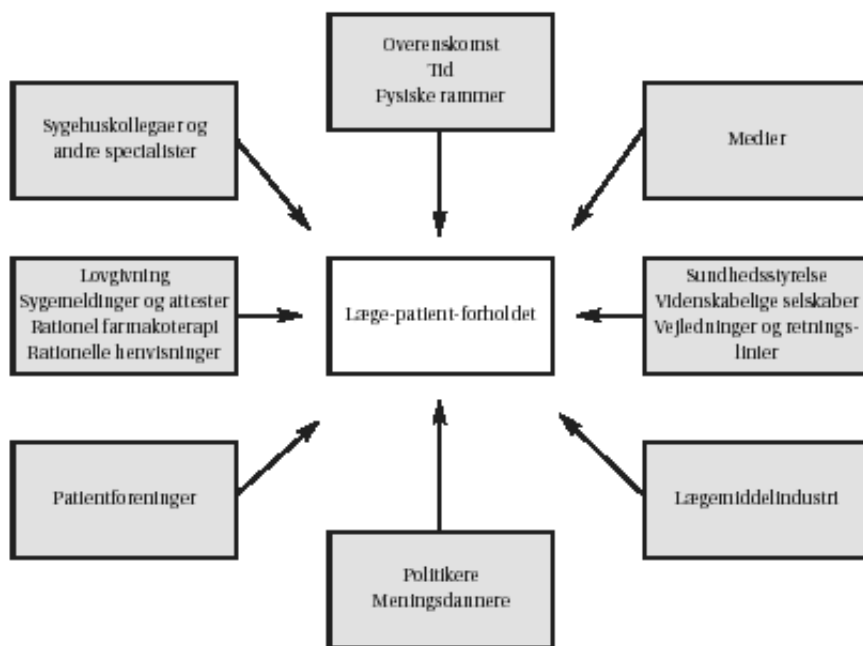 Overenskomst
Tid
Fysiske rammer
Sygehuskollegaer og
andre specialister
Medier
Lovgivning
Sygemeldinger og attester
Rationel farmakoterapi
Rationelle henvisninger
Læge-patient-forholdet
Sundhedsstyrelse
Videnskabelige selskaber
Vejledninger og retnings-
linier
Patientforeninger
Politikere
Meningsdannere
Lægemiddelindustri